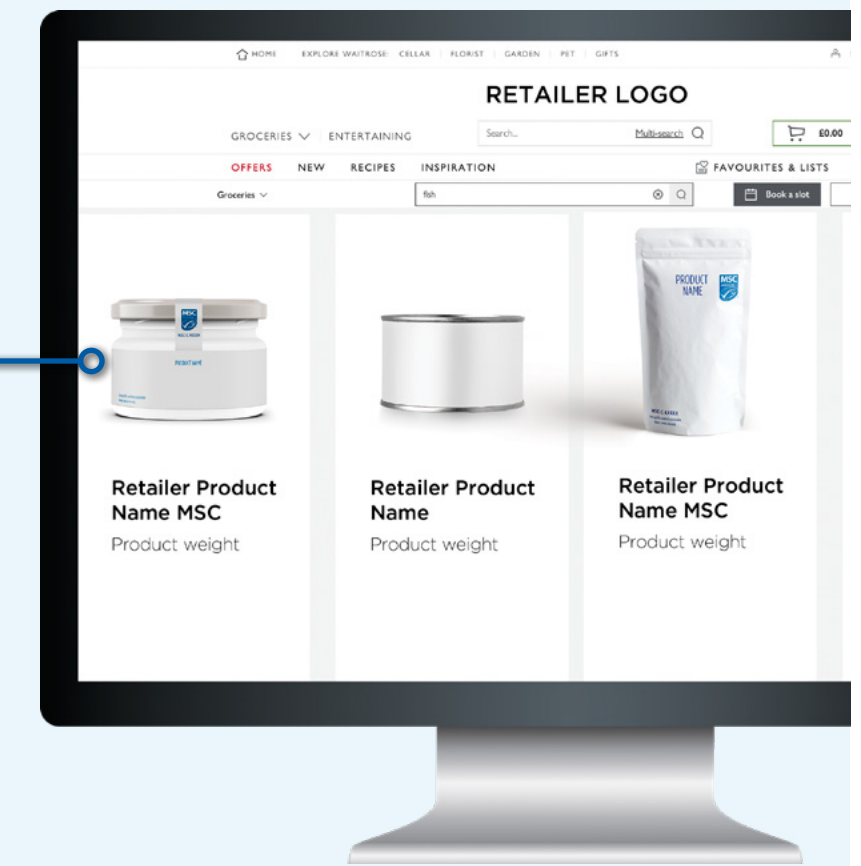 HOME EXPLORE WAITROSE: CELLAR FLORIST GARDEN PET GIFTS
RETAILER LOGO
GROCERIES ENTERTAINING Search... Multi-search £0.00
OFFERS NEW RECIPES INSPIRATION FAVOURITES & LISTS
Groceries fish Book a slot
MSC
PRODUCT NAME
PRODUCT
NAME
MSC
Retailer Product
Name MSC
Product weight
Retailer Product
Name
Product weight
Retailer Product
Name MSC
Product weight